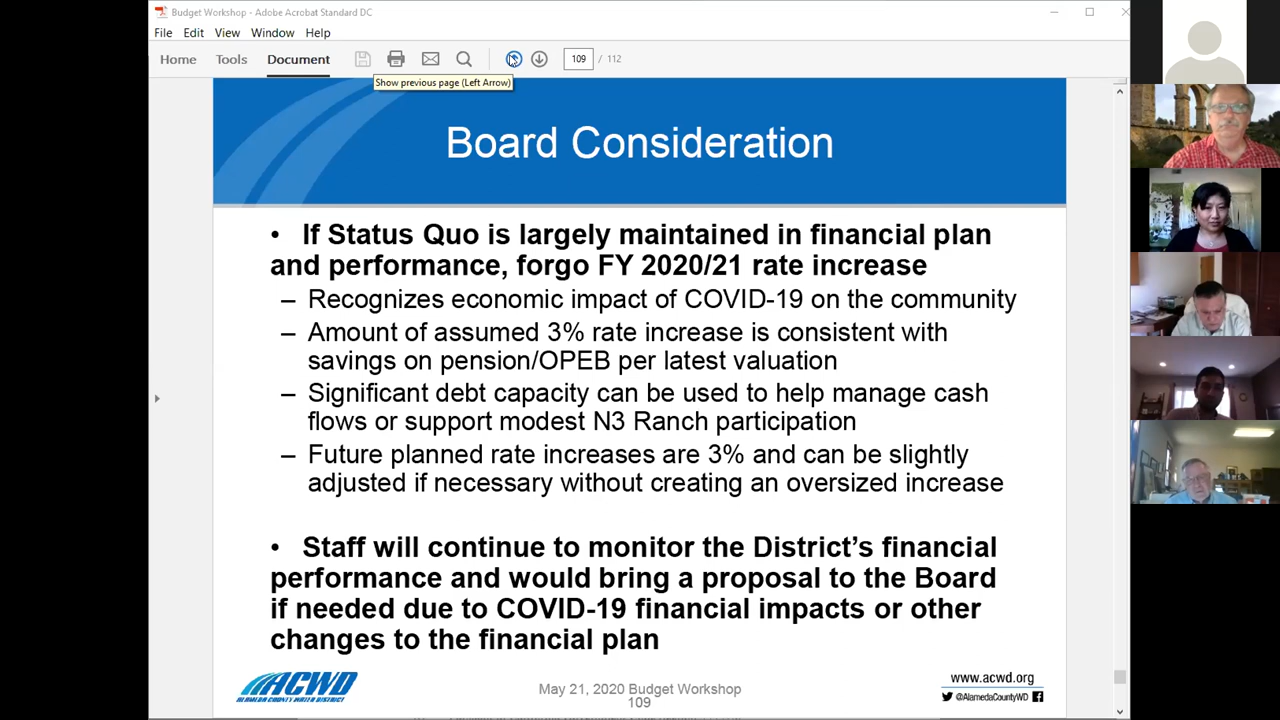 Budget Workshop - Adobe Acrobat Standard DC
File Edit View Window Help
Home Tools Document 109 / 112
Show previous page (Left Arrow)
Board Consideration
• If Status Quo is largely maintained in financial plan
and performance, forgo FY 2020/21 rate increase
– Recognizes economic impact of COVID-19 on the community
– Amount of assumed 3% rate increase is consistent with
savings on pension/OPEB per latest valuation
– Significant debt capacity can be used to help manage cash
flows or support modest N3 Ranch participation
– Future planned rate increases are 3% and can be slightly
adjusted if necessary without creating an oversized increase
• Staff will continue to monitor the District's financial
performance and would bring a proposal to the Board
if needed due to COVID-19 financial impacts or other
changes to the financial plan
ACWD
ALAMEDA COUNTY WATER DISTRICT
May 21, 2020 Budget Workshop
109
www.acwd.org
@AlamedaCountyWD